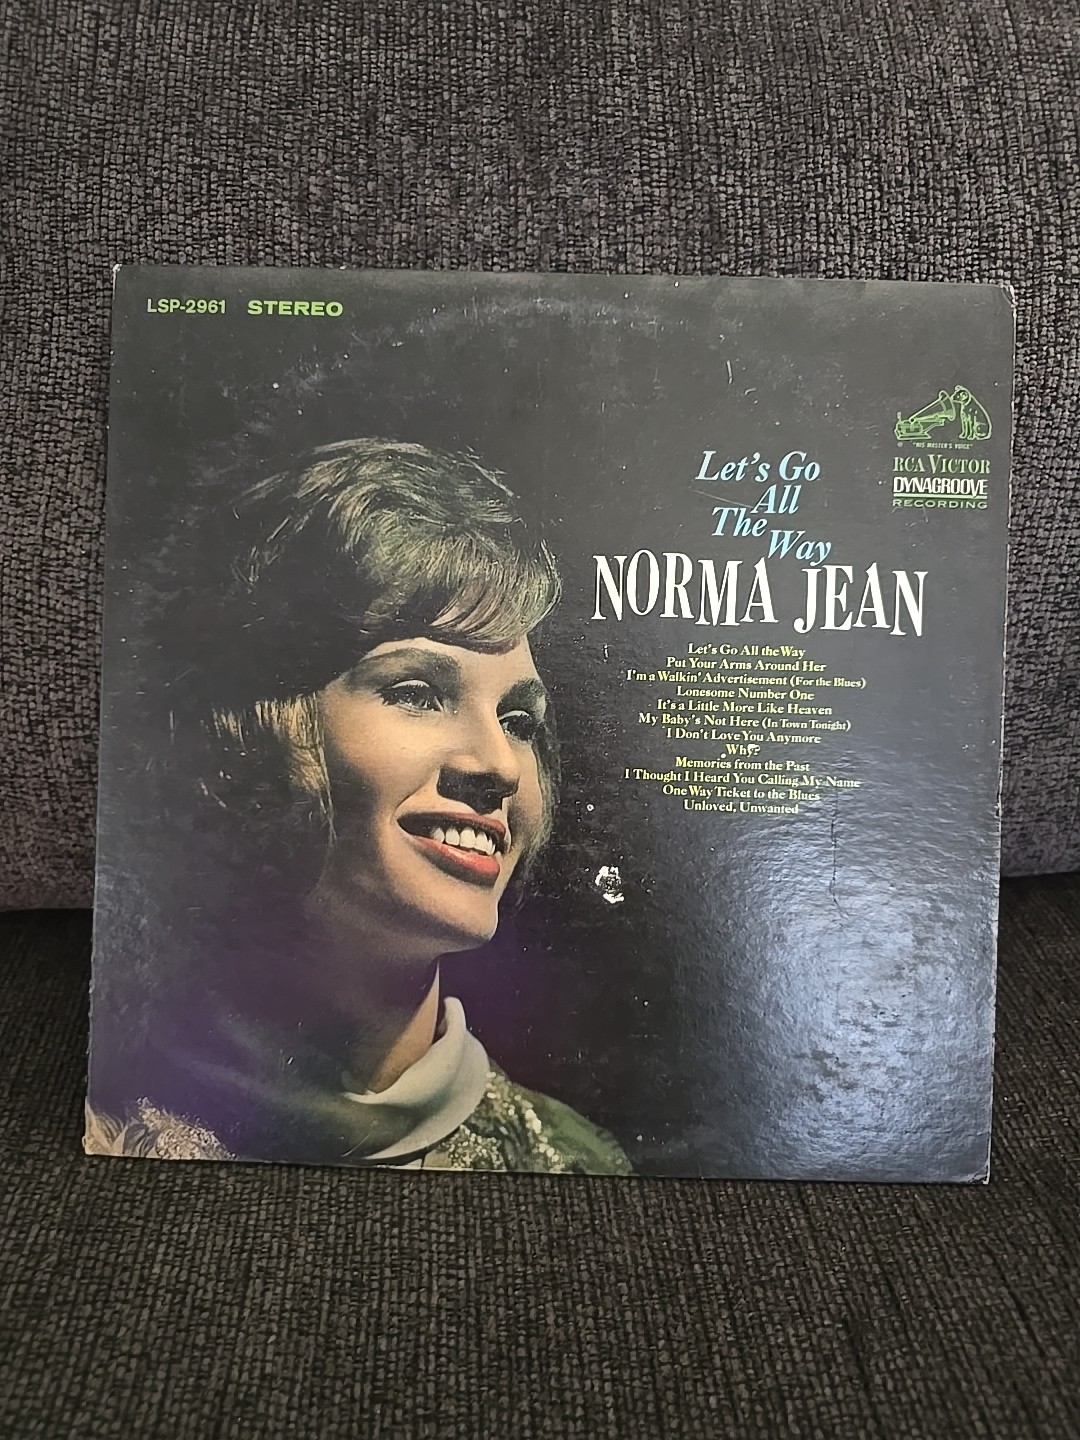 LSP-2961 STEREO
"HIS MASTER'S VOICE"
RCA VICTOR
DYNAGROOVE
RECORDING
Let's Go
All
The
Way
NORMA JEAN
Let's Go All the Way
Put Your Arms Around Her
I'm a Walkin' Advertisement (For the Blues)
Lonesome Number One
It's a Little More Like Heaven
My Baby's Not Here (In Town Tonight)
I Don't Love You Anymore
Why?
Memories from the Past
I Thought I Heard You Calling My Name
One Way Ticket to the Blues
Unloved, Unwanted